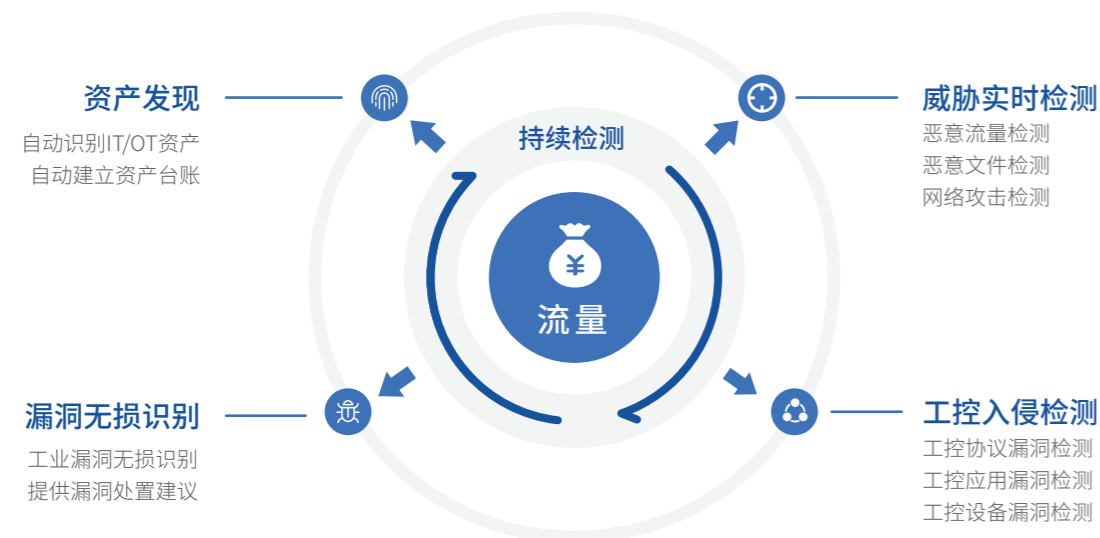 资产发现
自动识别IT/OT资产
自动建立资产台账
持续检测
¥
流量
威胁实时检测
恶意流量检测
恶意文件检测
网络攻击检测
漏洞无损识别
工业漏洞无损识别
提供漏洞处置建议
工控入侵检测
工控协议漏洞检测
工控应用漏洞检测
工控设备漏洞检测